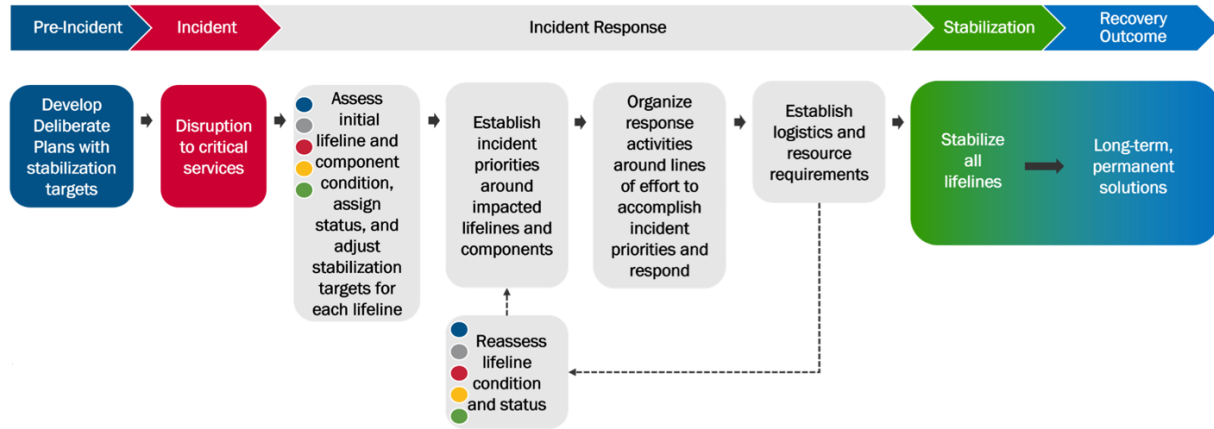 Pre-Incident
Incident
Incident Response
Stabilization
Recovery
Outcome
Develop
Deliberate
Plans with
stabilization
targets
Disruption
to critical
services
Assess
initial
lifeline and
component
condition,
assign
status, and
adjust
stabilization
targets for
each lifeline
Establish
incident
priorities
around
impacted
lifelines and
components
Organize
response
activities
around lines
of effort to
accomplish
incident
priorities and
respond
Establish
logistics and
resource
requirements
Stabilize
all
lifelines
Long-term,
permanent
solutions
Reassess
lifeline
condition
and status